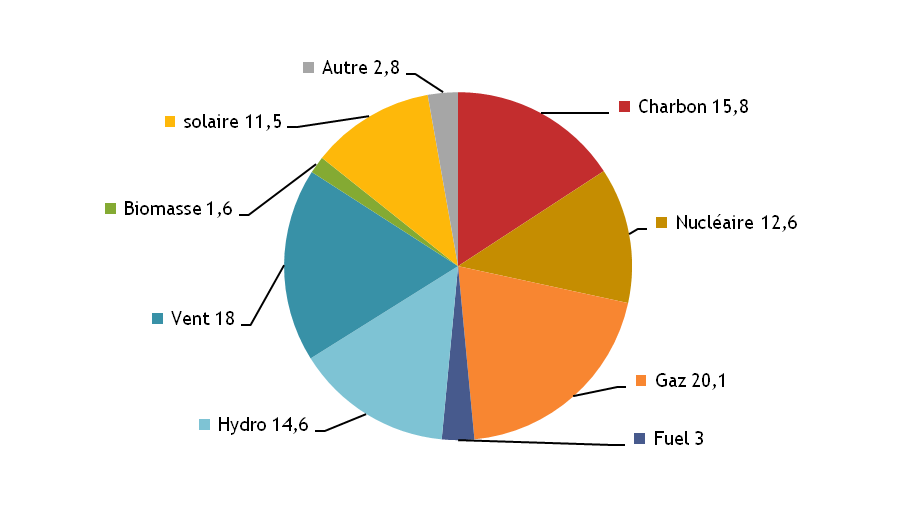 Autre 2,8
Charbon 15,8
solaire 11,5
Biomasse 1,6
Nucléaire 12,6
Vent 18
Gaz 20,1
Hydro 14,6
Fuel 3